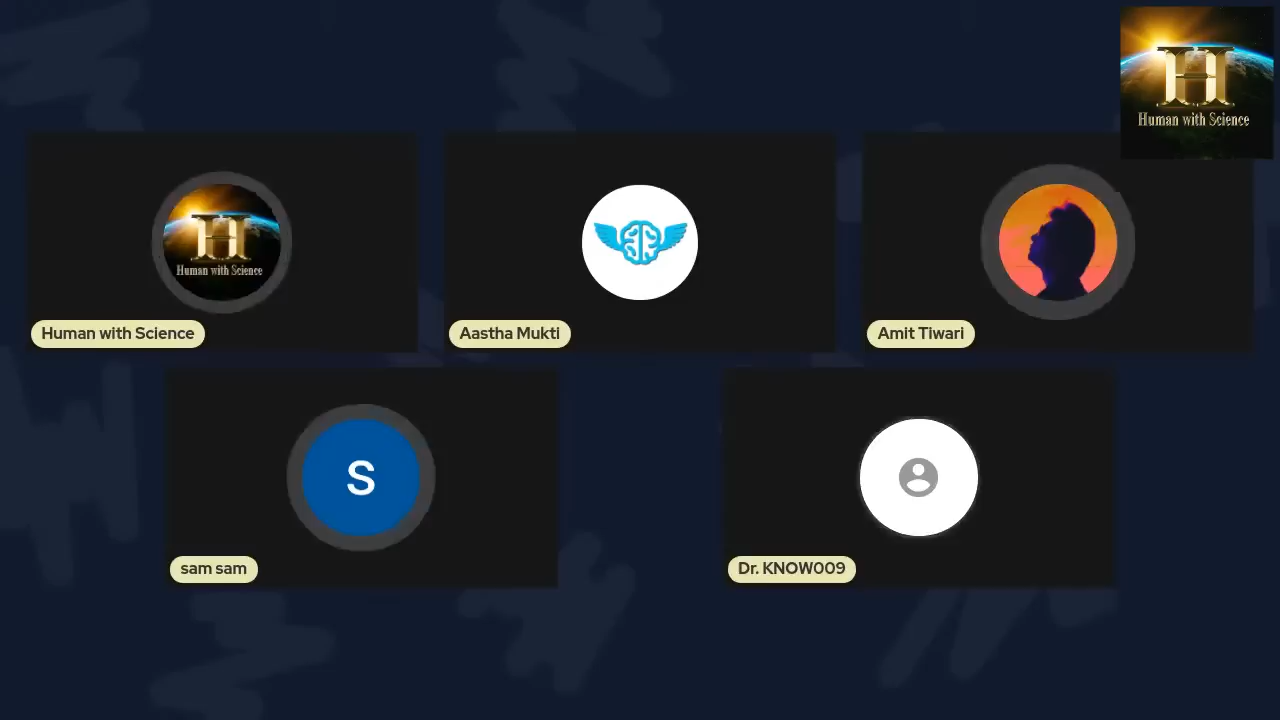 H
Human with Science
H
Human with Science
Human with Science
Aastha Mukti
Amit Tiwari
S
sam sam
Dr. KNOW009